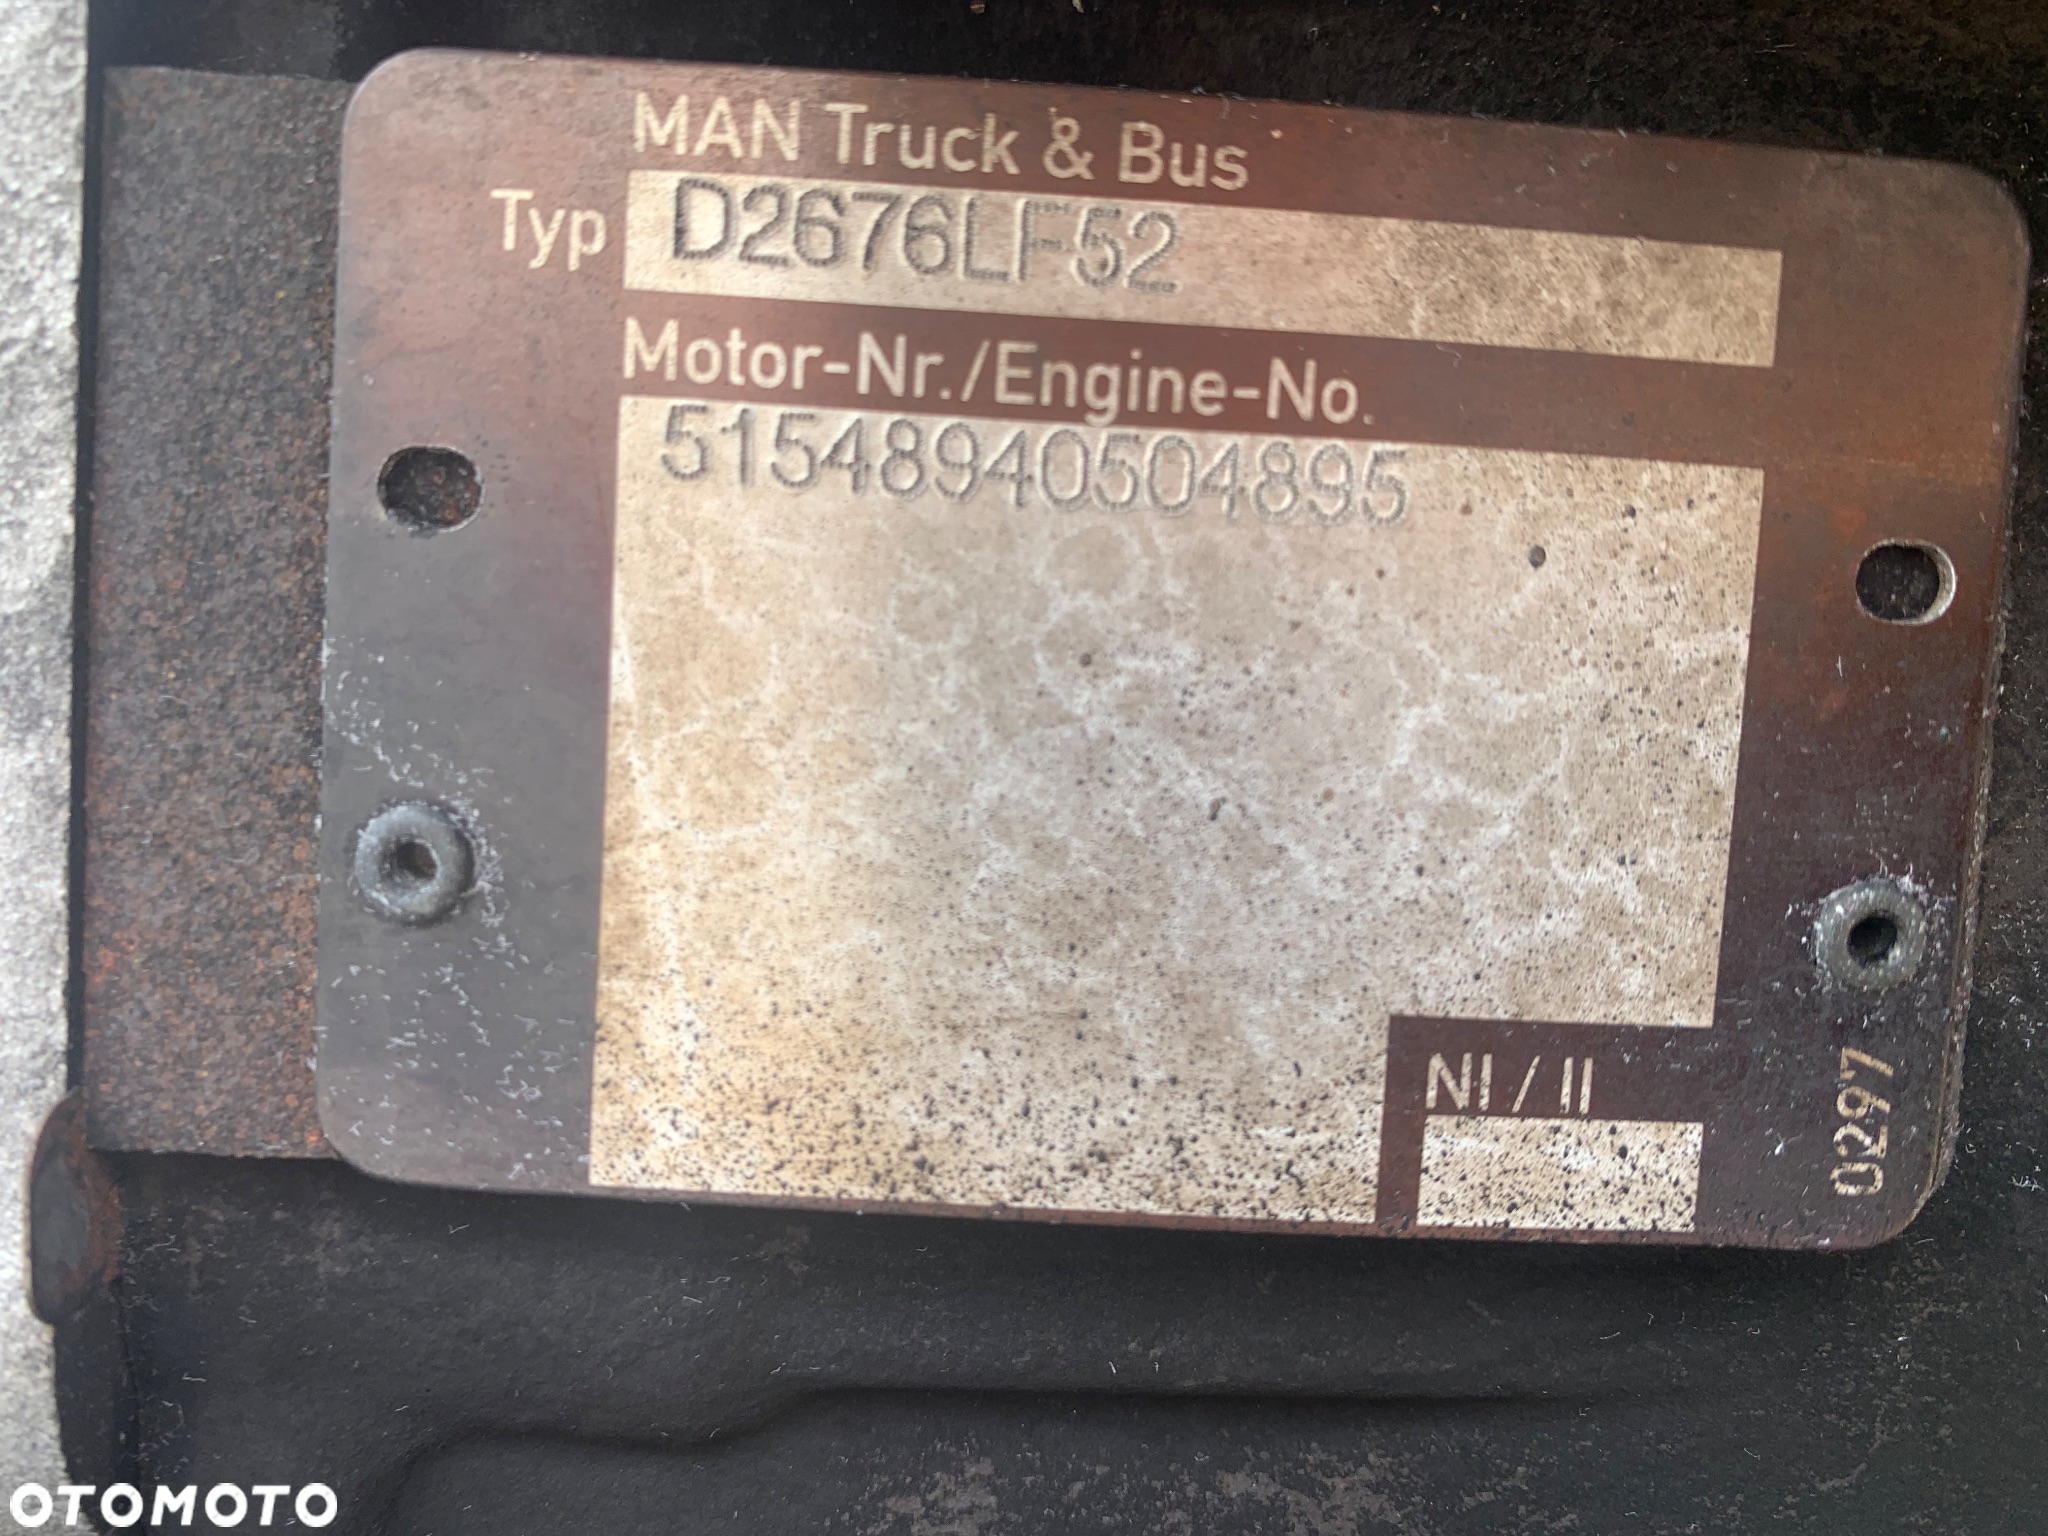 MAN Truck & Bus
Typ D2676LF52
Motor-Nr./Engine-No.
51548940504895
NI / II
0297
OTOMOTO